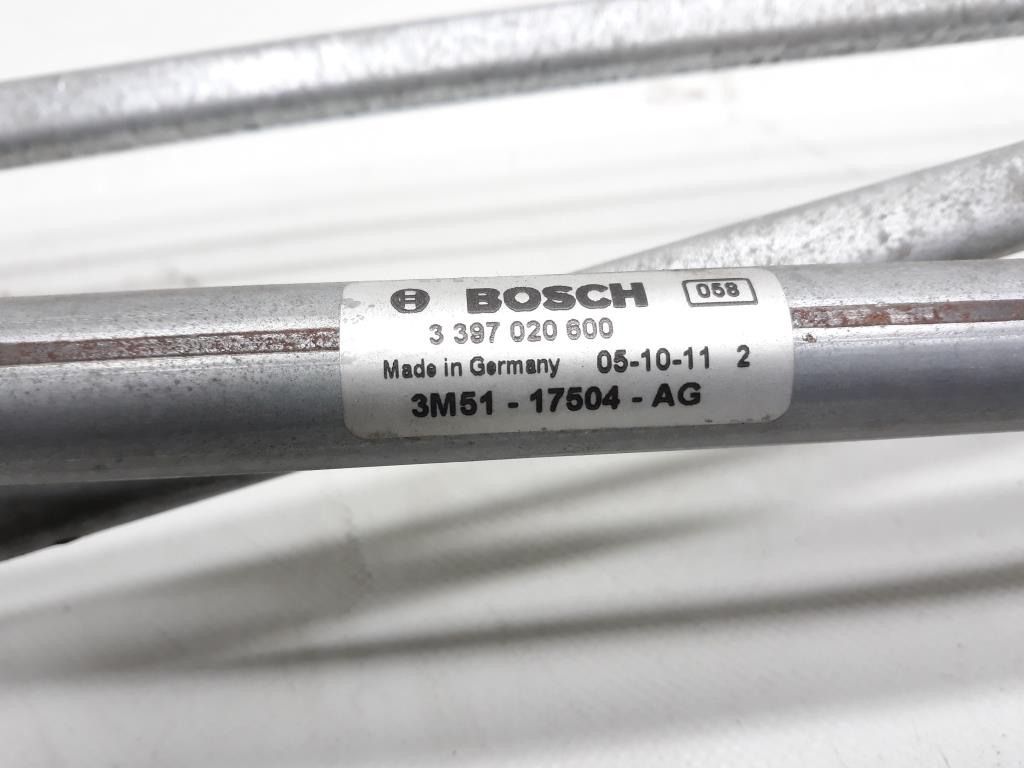 BOSCH 058
3 397 020 600
Made in Germany 05-10-11 2
3M51 - 17504 - AG